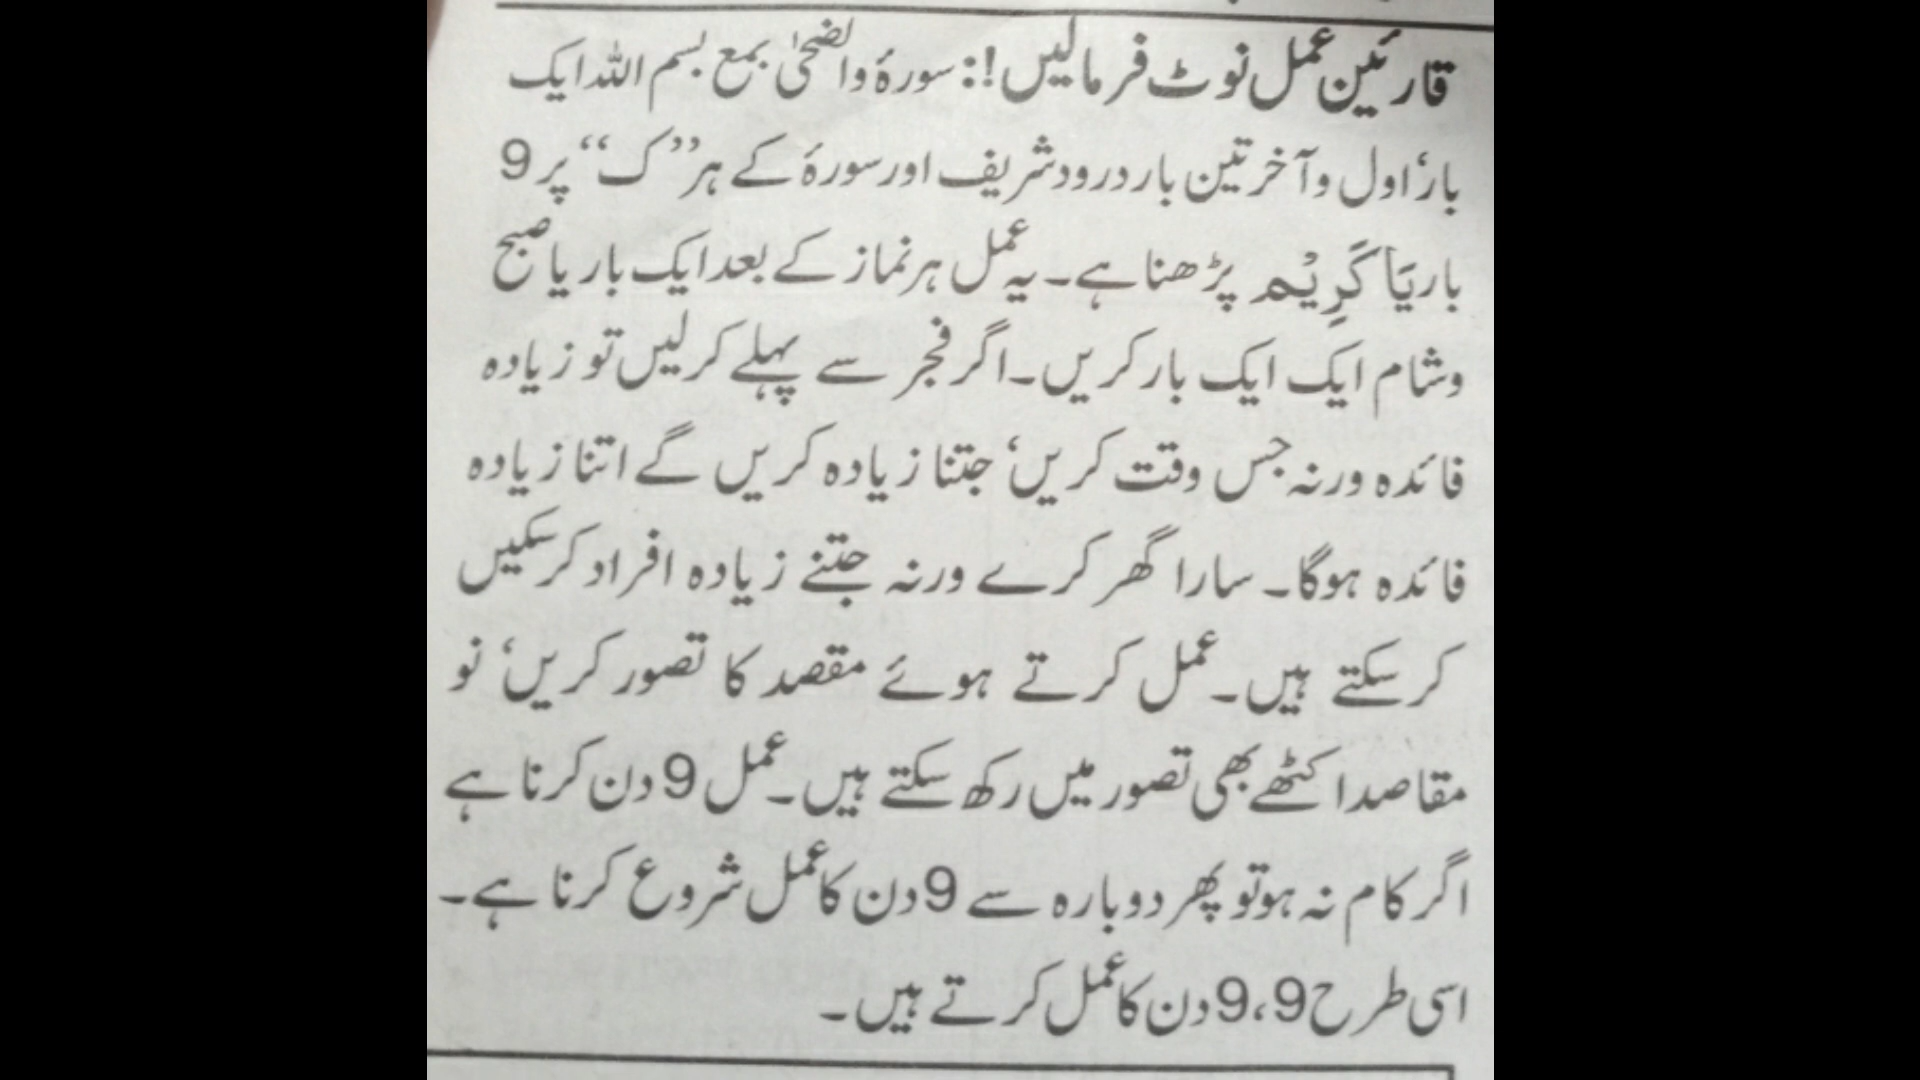 قارئین عمل نوٹ فرمالیں!: سورۂ والضحیٰ بمع بسم اللہ ایک
بار‘ اول و آخر تین بار درود شریف اور سورۂ کے ہر ’’ک‘‘ پر 9
بار یَا کَرِیْمُ پڑھنا ہے۔ یہ عمل ہر نماز کے بعد ایک بار یا صبح
وشام ایک ایک بار کریں۔ اگر فجر سے پہلے کرلیں تو زیادہ
فائدہ ورنہ جس وقت کریں‘ جتنا زیادہ کریں گے اتنا زیادہ
فائدہ ہوگا۔ سارا گھر کرے ورنہ جتنے زیادہ افراد کرسکیں
کرسکتے ہیں۔ عمل کرتے ہوئے مقصد کا تصور کریں‘ نو
مقاصد اکٹھے بھی تصور میں رکھ سکتے ہیں۔ عمل 9 دن کرنا ہے
اگر کام نہ ہوتو پھر دوبارہ سے 9 دن کا عمل شروع کرنا ہے۔
اسی طرح 9،9 دن کا عمل کرتے ہیں۔